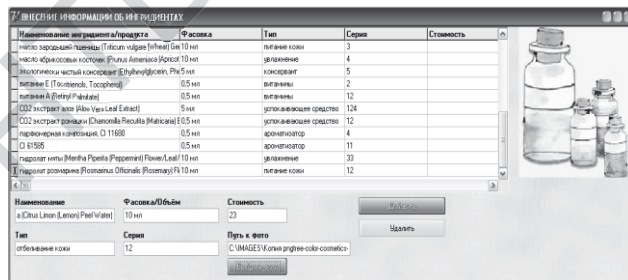 ВНЕСЕНИЕ ИНФОРМАЦИИ ОБ ИНГРИДИЕНТАХ
Наименование ингридиента/продукта Фасовка Тип Серия Стоимость
масло зародышей пшеницы (Triticum vulgare (Wheat) Ge 10 мл питание кожи 3
масло абрикосовых косточек (Prunus Armeniaca (Apricot 10 мл увлажнение 4
экологически чистый консервант (Ethylhexylglycerin, Phe 5 мл консервант 5
витамин Е (Tocotrienols, Tocopherol) 0,5 мл витамины 2
витамин А (Retinyl Palmitate) 0,5 мл витамины 12
CO2 экстракт алоэ (Aloe Vera Leaf Extract) 5 мл успокаивающее средство 124
CO2 экстракт ромашки (Chamomilla Recutita (Matricaria) E 0,5 мл успокаивающее средство 12
парфюмерная композиция, CI 11680 0,5 мл ароматизатор 4
CI 61585 0,5 мл ароматизатор 11
гидролат мяты (Mentha Piperita (Peppermint) Flower/Leaf/ 10 мл увлажнение 33
гидролат розмарина (Rosmarinus Officinalis (Rosemary) Fl 10 мл питание кожи 12
Наименование Фасовка/Объём Стоимость
a (Citrus Limon (Lemon) Peel Water) 10 мл 23
Добавить
Удалить
Тип Серия Путь к фото
отбеливание кожи 12 C:\IMAGES\Копия pngtree-color-cosmetics-